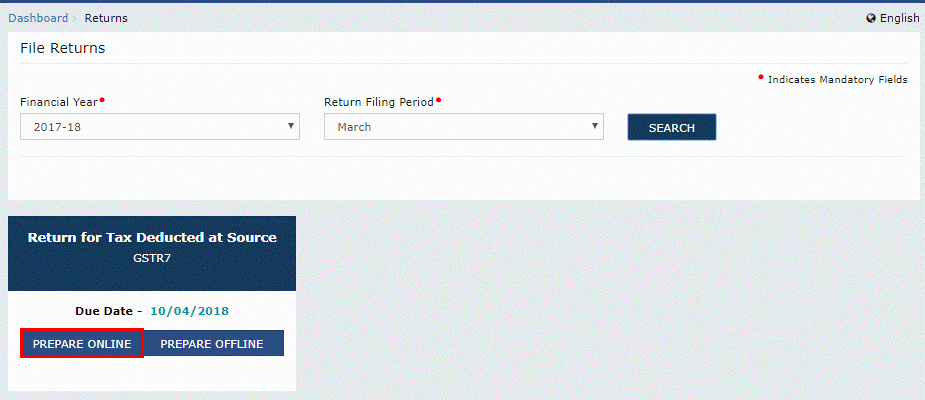 Dashboard > Returns
English
File Returns
• Indicates Mandatory Fields
Financial Year•
Return Filing Period•
2017-18
March
SEARCH
Return for Tax Deducted at Source
GSTR7
Due Date - 10/04/2018
PREPARE ONLINE
PREPARE OFFLINE